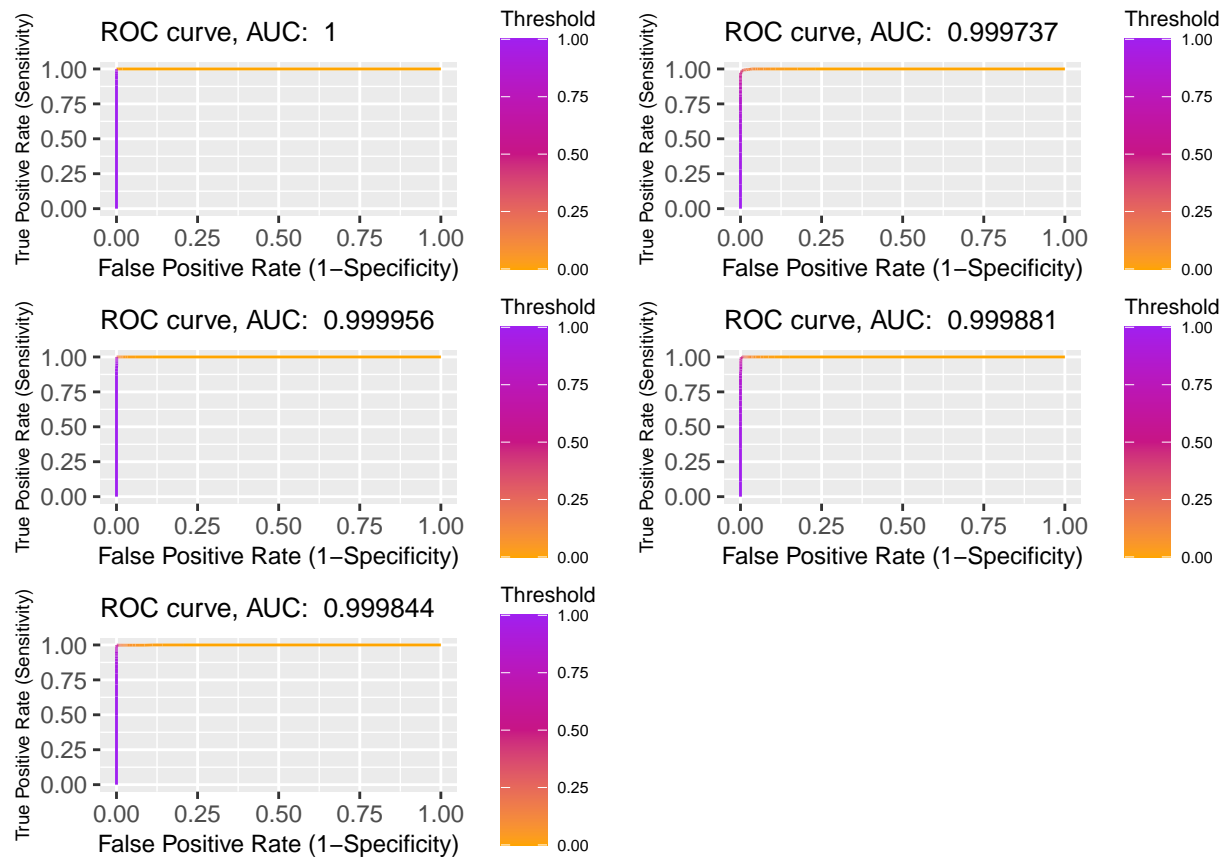 ROC curve, AUC:  1
True Positive Rate (Sensitivity)
1.00
0.75
0.50
0.25
0.00
0.00 0.25 0.50 0.75 1.00
False Positive Rate (1−Specificity)
Threshold
1.00
0.75
0.50
0.25
0.00
ROC curve, AUC:  0.999737
True Positive Rate (Sensitivity)
1.00
0.75
0.50
0.25
0.00
0.00 0.25 0.50 0.75 1.00
False Positive Rate (1−Specificity)
Threshold
1.00
0.75
0.50
0.25
0.00
ROC curve, AUC:  0.999956
True Positive Rate (Sensitivity)
1.00
0.75
0.50
0.25
0.00
0.00 0.25 0.50 0.75 1.00
False Positive Rate (1−Specificity)
Threshold
1.00
0.75
0.50
0.25
0.00
ROC curve, AUC:  0.999881
True Positive Rate (Sensitivity)
1.00
0.75
0.50
0.25
0.00
0.00 0.25 0.50 0.75 1.00
False Positive Rate (1−Specificity)
Threshold
1.00
0.75
0.50
0.25
0.00
ROC curve, AUC:  0.999844
True Positive Rate (Sensitivity)
1.00
0.75
0.50
0.25
0.00
0.00 0.25 0.50 0.75 1.00
False Positive Rate (1−Specificity)
Threshold
1.00
0.75
0.50
0.25
0.00